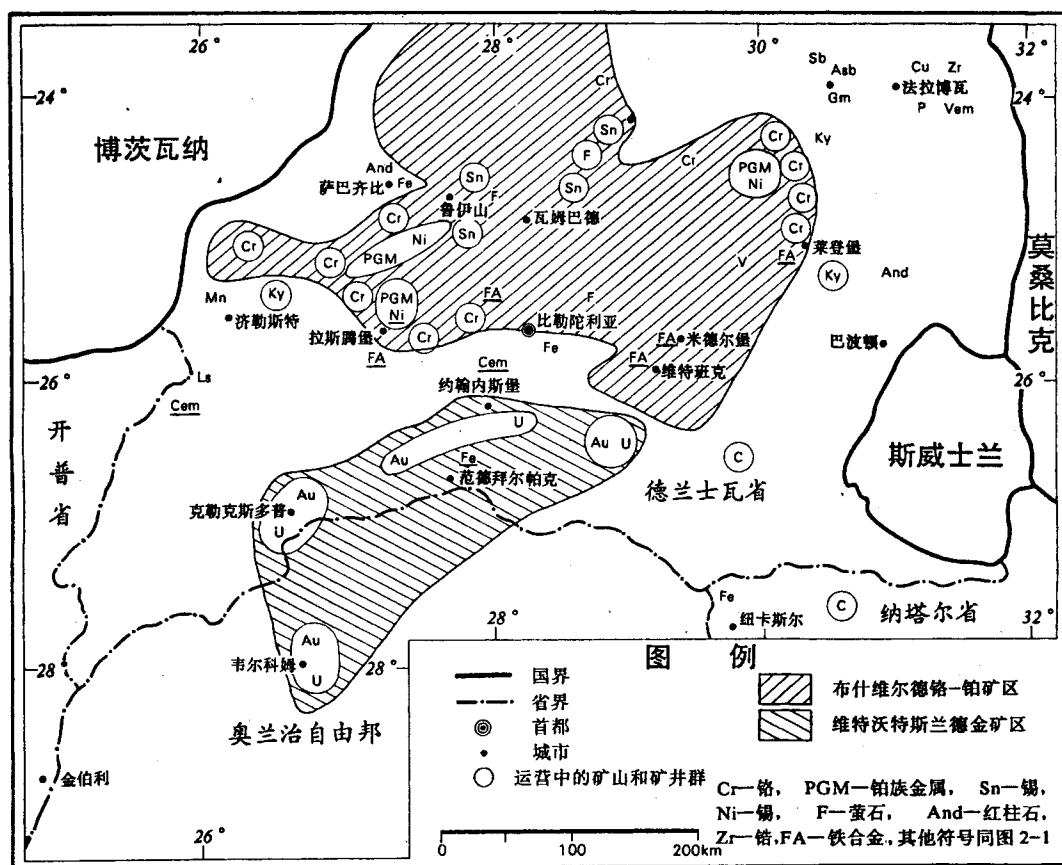 26° 28° 30° 32°
Sb Asb Gm
Cu Zr
法拉博瓦
P Vem
24° 24°
博茨瓦纳
Cr
Sn
F
Sn
Cr
Cr
Ky
PGM Ni
Cr
Cr
Cr
And
萨巴齐比 Fe
Sn
F
鲁伊山
瓦姆巴德
Cr
Ni
PGM
Sn
莱登堡
FA
V
Ky
And
莫桑比克
Cr
Cr
Mn
Ky
济勒斯特
Cr
PGM Ni
FA
F
Cr
Cr
比勒陀利亚
拉斯腾堡
FA
Fe
FA 米德尔堡
FA
维特班克
巴波顿
26° 26°
Ls
Cem
Cem
约翰内斯堡
开普省
U
Au
Au U
Fe
范德拜尔帕克
C
斯威士兰
德兰士瓦省
Au
克勒克斯多普
U
Fe
纽卡斯尔
C
纳塔尔省
28° 32°
Au
韦尔科姆
U
28°
奥兰治自由邦
金伯利
26°
图 例
国界
省界
首都
城市
运营中的矿山和矿井群
布什维尔德铬—铂矿区
维特沃特斯兰德金矿区
0 100 200km
Cr—铬, PGM—铂族金属, Sn—锡,
Ni—锡, F—萤石, And—红柱石,
Zr—锆,FA—铁合金,其他符号同图 2-1